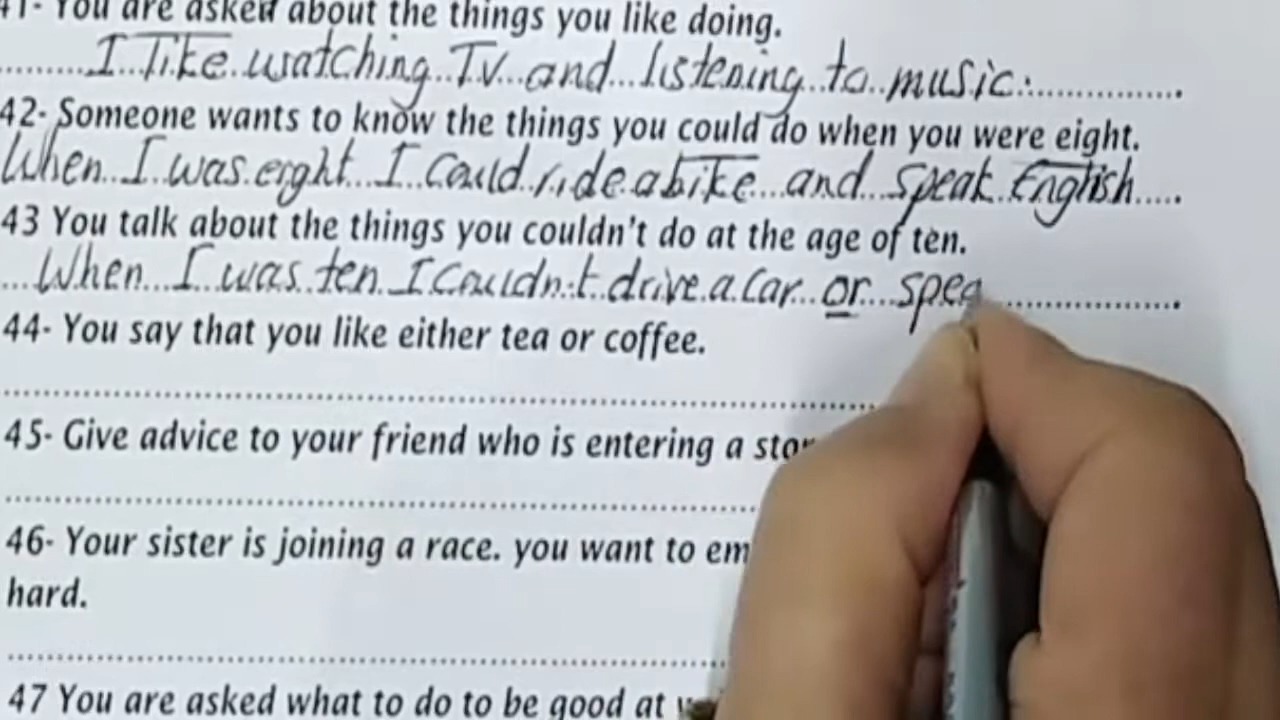 41- You are asked about the things you like doing.
I like watching TV and listening to music.
42- Someone wants to know the things you could do when you were eight.
When I was eight I could ride a bike and speak English
43 You talk about the things you couldn't do at the age of ten.
When I was ten I couldn't drive a car or spea
44- You say that you like either tea or coffee.
45- Give advice to your friend who is entering a
46- Your sister is joining a race. you want to
hard.
47 You are asked what to do to be good at